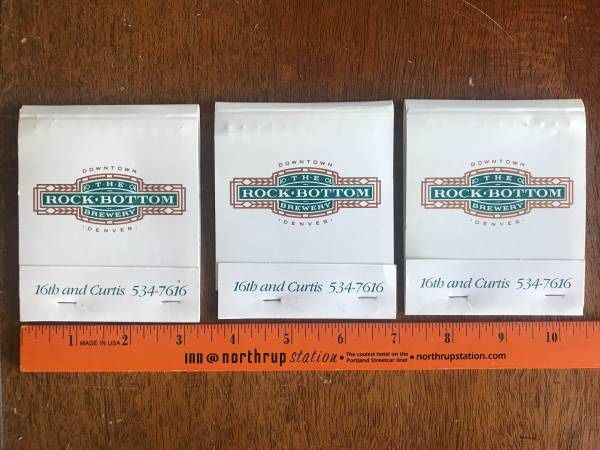 DOWNTOWN
THE
ROCK·BOTTOM
BREWERY
DENVER
16th and Curtis 534-7616
DOWNTOWN
THE
ROCK·BOTTOM
BREWERY
DENVER
16th and Curtis 534-7616
DOWNTOWN
THE
ROCK·BOTTOM
BREWERY
DENVER
16th and Curtis 534-7616
1 MADE IN USA 2 3 4 5 6 7 8 9 10
inn @ northrup station • The coolest hotel on the
Portland Streetcar line! • northrupstation.com